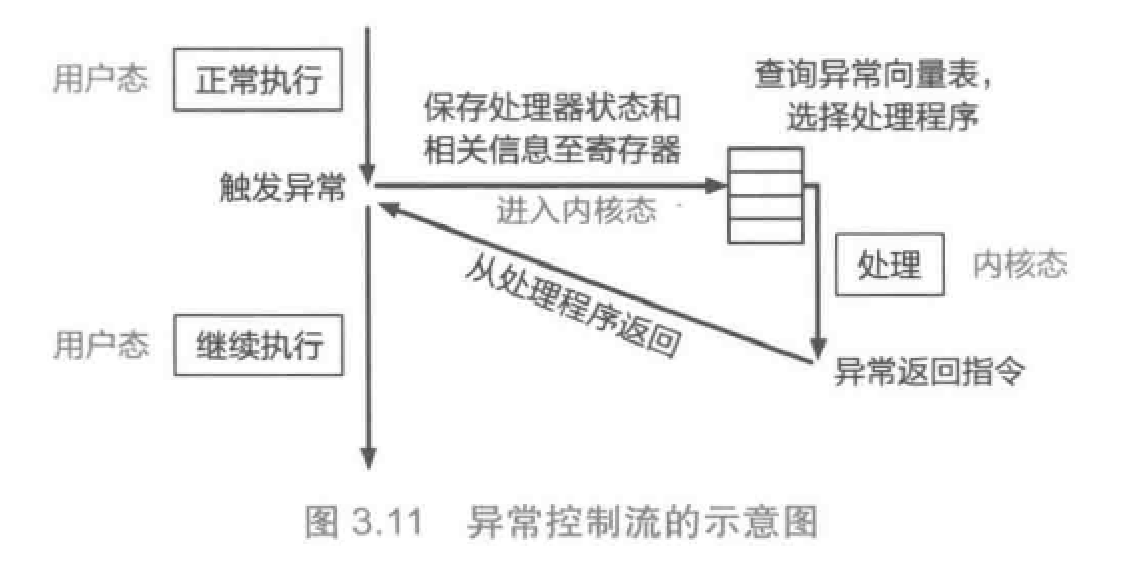 用户态
正常执行
保存处理器状态和
相关信息至寄存器
查询异常向量表，
选择处理程序
触发异常
进入内核态
处理
内核态
从处理程序返回
用户态
继续执行
异常返回指令
图 3.11 异常控制流的示意图